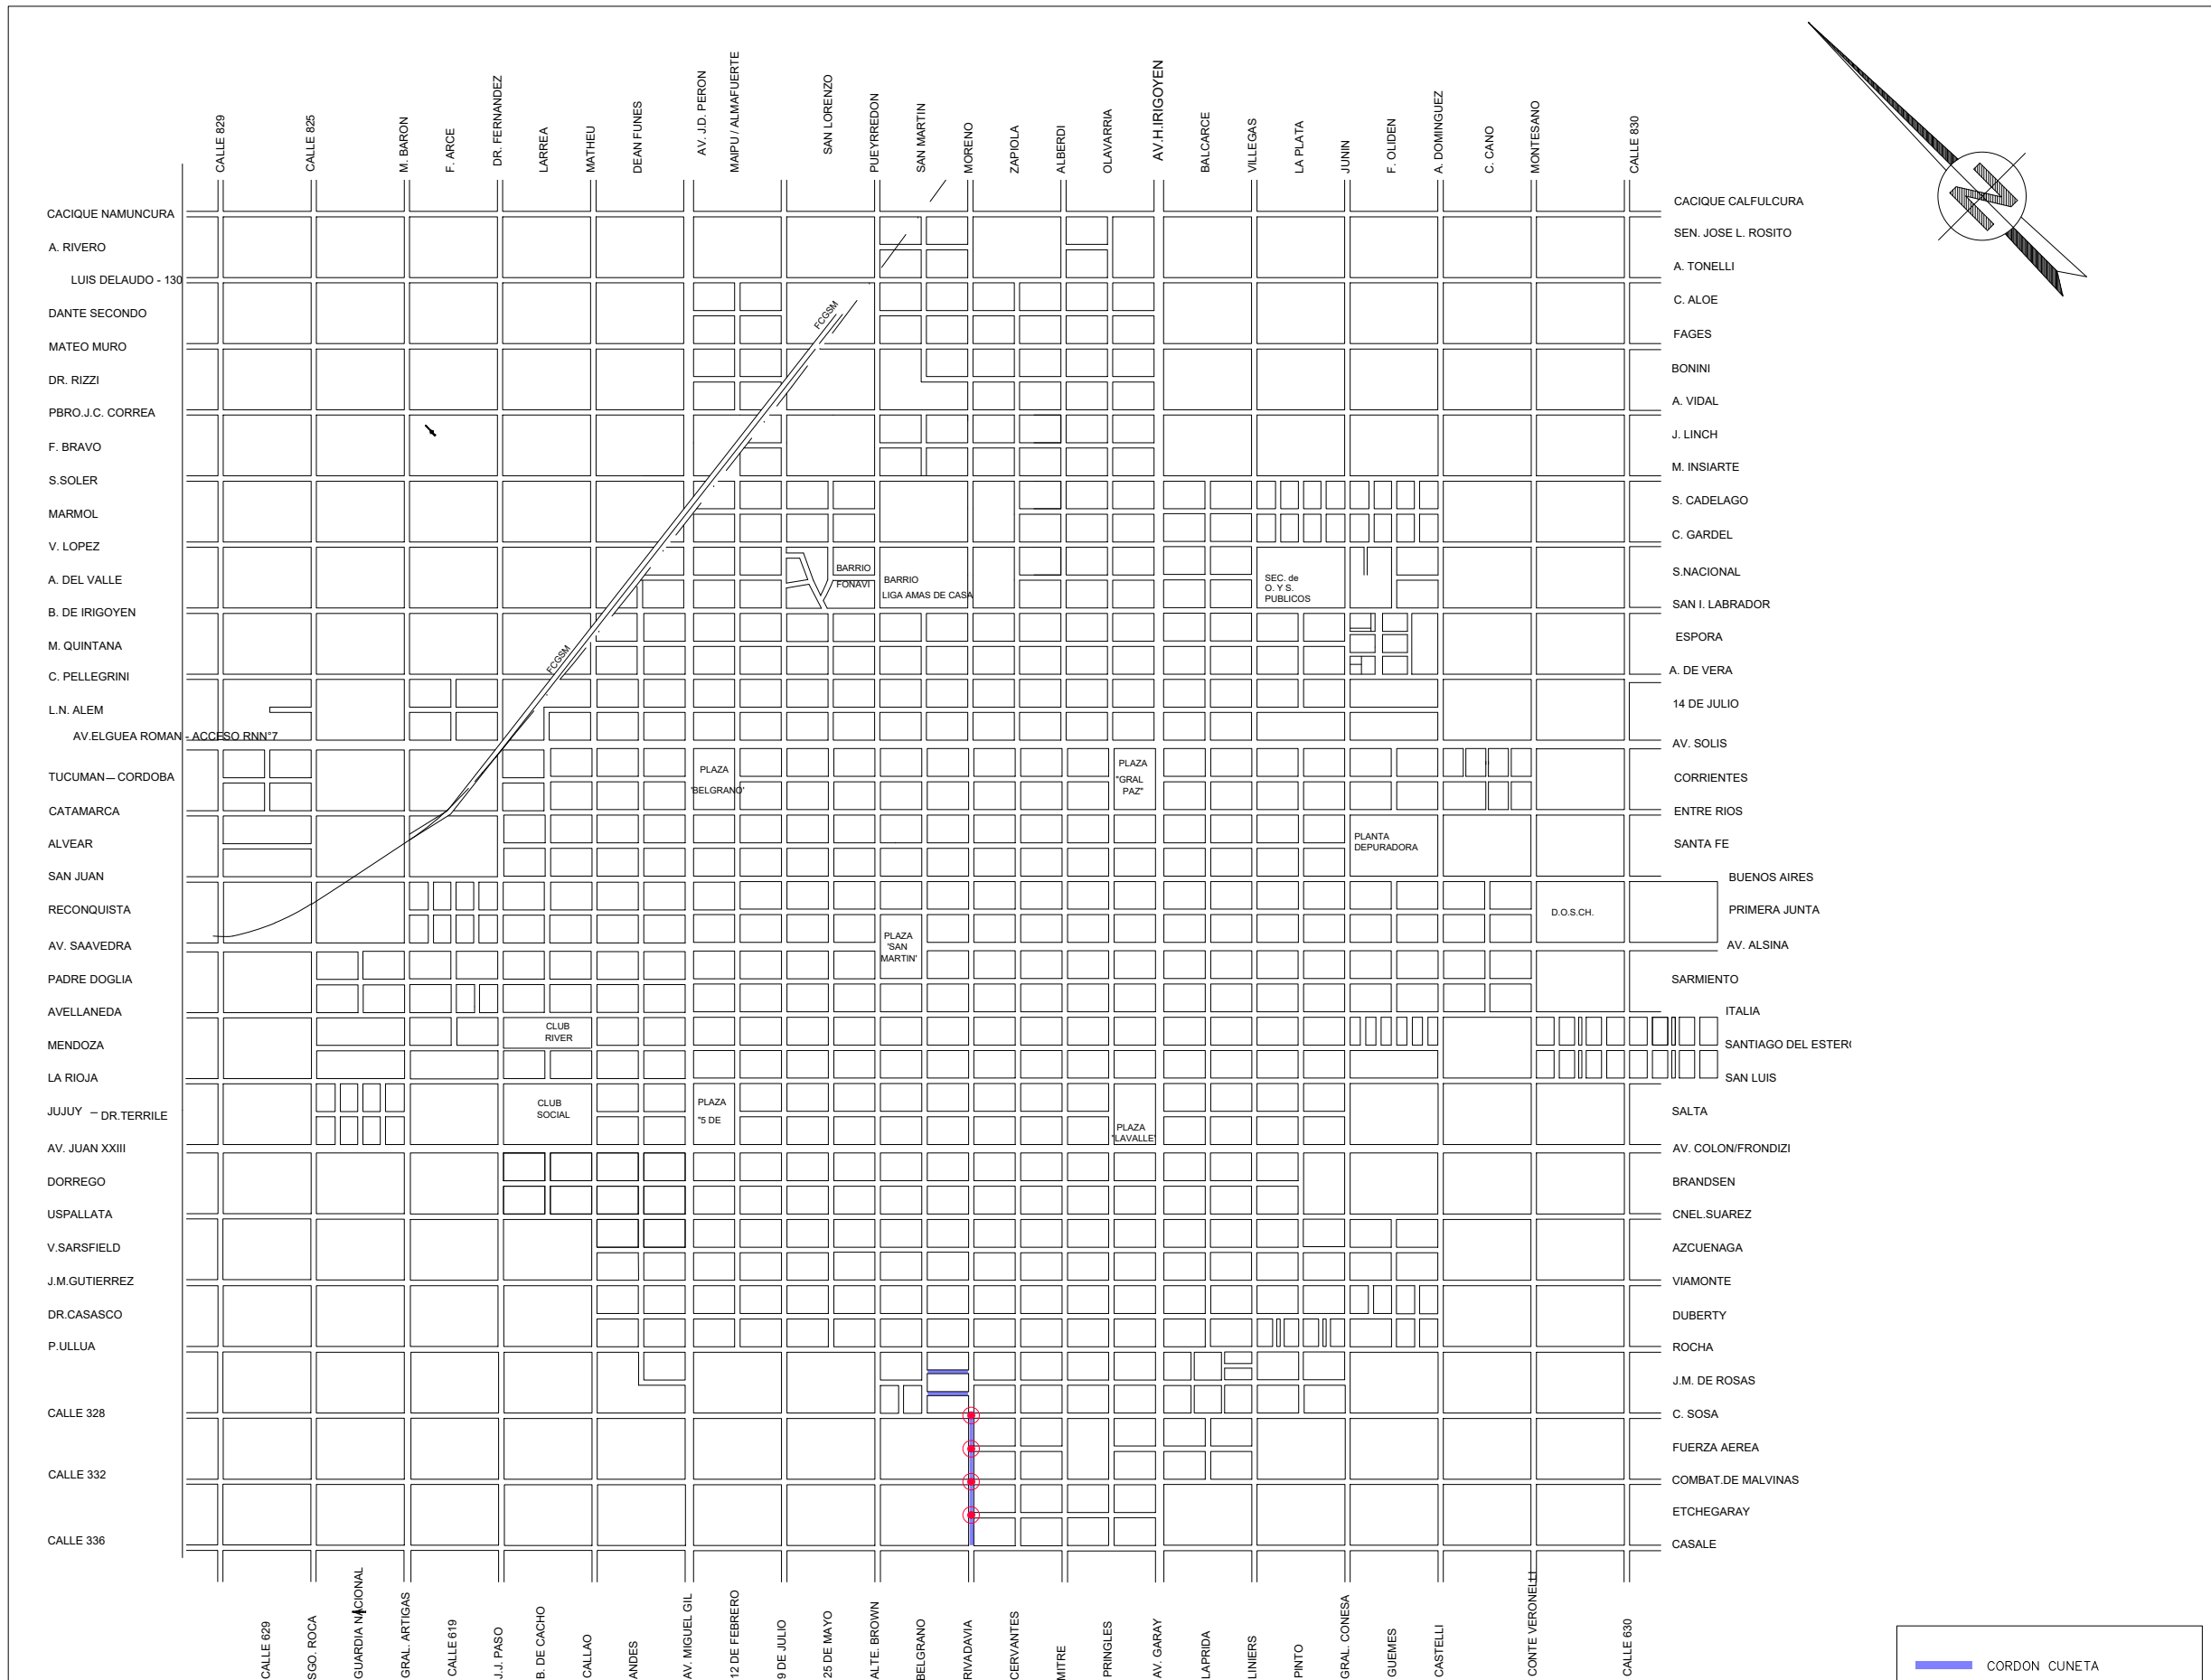 CALLE 829
CALLE 825
M. BARON
F. ARCE
DR. FERNANDEZ
LARREA
MATHEU
DEAN FUNES
AV. J.D. PERON
MAIPU / ALMAFUERTE
SAN LORENZO
PUEYRREDON
SAN MARTIN
MORENO
ZAPIOLA
ALBERDI
OLAVARRIA
AV.H.IRIGOYEN
BALCARCE
VILLEGAS
LA PLATA
JUNIN
F. OLIDEN
A. DOMINGUEZ
C. CANO
MONTESANO
CALLE 830
N
CACIQUE NAMUNCURA
A. RIVERO
LUIS DELAUDO - 130
DANTE SECONDO
MATEO MURO
DR. RIZZI
PBRO.J.C. CORREA
F. BRAVO
S.SOLER
MARMOL
V. LOPEZ
A. DEL VALLE
B. DE IRIGOYEN
M. QUINTANA
C. PELLEGRINI
L.N. ALEM
AV.ELGUEA ROMAN - ACCESO RNN°7
TUCUMAN — CORDOBA
CATAMARCA
ALVEAR
SAN JUAN
RECONQUISTA
AV. SAAVEDRA
PADRE DOGLIA
AVELLANEDA
MENDOZA
LA RIOJA
JUJUY – DR.TERRILE
AV. JUAN XXIII
DORREGO
USPALLATA
V.SARSFIELD
J.M.GUTIERREZ
DR.CASASCO
P.ULLUA
CALLE 328
CALLE 332
CALLE 336
FCGSM
FCGSM
BARRIO
FONAVI
BARRIO
LIGA AMAS DE CASA
SEC. de
O. Y S.
PUBLICOS
PLAZA
'BELGRANO'
PLAZA
"GRAL
PAZ"
PLANTA
DEPURADORA
PLAZA
'SAN
MARTIN'
D.O.S.CH.
CLUB
RIVER
CLUB
SOCIAL
PLAZA
"5 DE
PLAZA
"LAVALLE"
CACIQUE CALFULCURA
SEN. JOSE L. ROSITO
A. TONELLI
C. ALOE
FAGES
BONINI
A. VIDAL
J. LINCH
M. INSIARTE
S. CADELAGO
C. GARDEL
S.NACIONAL
SAN I. LABRADOR
ESPORA
A. DE VERA
14 DE JULIO
AV. SOLIS
CORRIENTES
ENTRE RIOS
SANTA FE
BUENOS AIRES
PRIMERA JUNTA
AV. ALSINA
SARMIENTO
ITALIA
SANTIAGO DEL ESTERO
SAN LUIS
SALTA
AV. COLON/FRONDIZI
BRANDSEN
CNEL.SUAREZ
AZCUENAGA
VIAMONTE
DUBERTY
ROCHA
J.M. DE ROSAS
C. SOSA
FUERZA AEREA
COMBAT.DE MALVINAS
ETCHEGARAY
CASALE
CALLE 629
SGO. ROCA
GUARDIA NACIONAL
GRAL. ARTIGAS
CALLE 619
J.J. PASO
B. DE CACHO
CALLAO
ANDES
AV. MIGUEL GIL
12 DE FEBRERO
9 DE JULIO
25 DE MAYO
ALTE. BROWN
BELGRANO
RIVADAVIA
CERVANTES
MITRE
PRINGLES
AV. GARAY
LAPRIDA
LINIERS
PINTO
GRAL. CONESA
GUEMES
CASTELLI
CONTE VERONELLI
CALLE 630
CORDON CUNETA